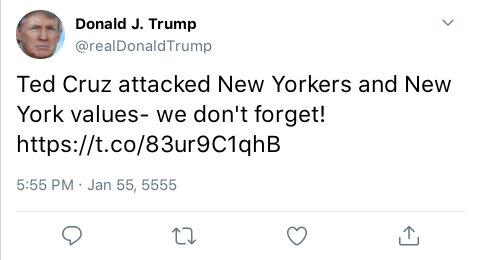 Donald J. Trump
@realDonaldTrump
Ted Cruz attacked New Yorkers and New
York values- we don't forget!
https://t.co/83ur9C1qhB
5:55 PM · Jan 55, 5555